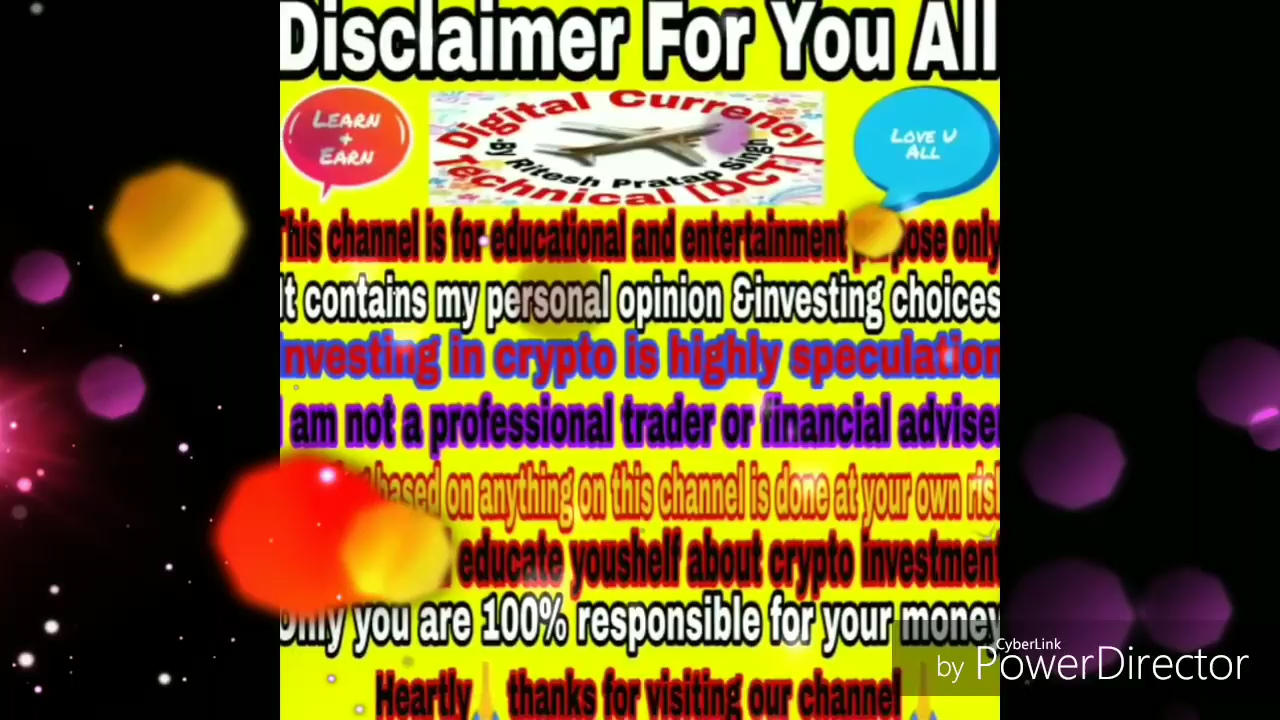 Disclaimer For You All
LEARN
+
EARN
Digital Currency
By Ritesh Pratap Singh
Technical [DCT]
LOVE U
ALL
This channel is for educational and entertainment only
It contains my personal opinion &investing choices
Investing in crypto is highly speculation
I am not a professional trader or financial adviser
based on anything on this channel is done at your own risk
educate youshelf about crypto investment
Only you are 100% responsible for your money
Heartly🙏 thanks for visiting our channel🙏
CyberLink
by PowerDirector